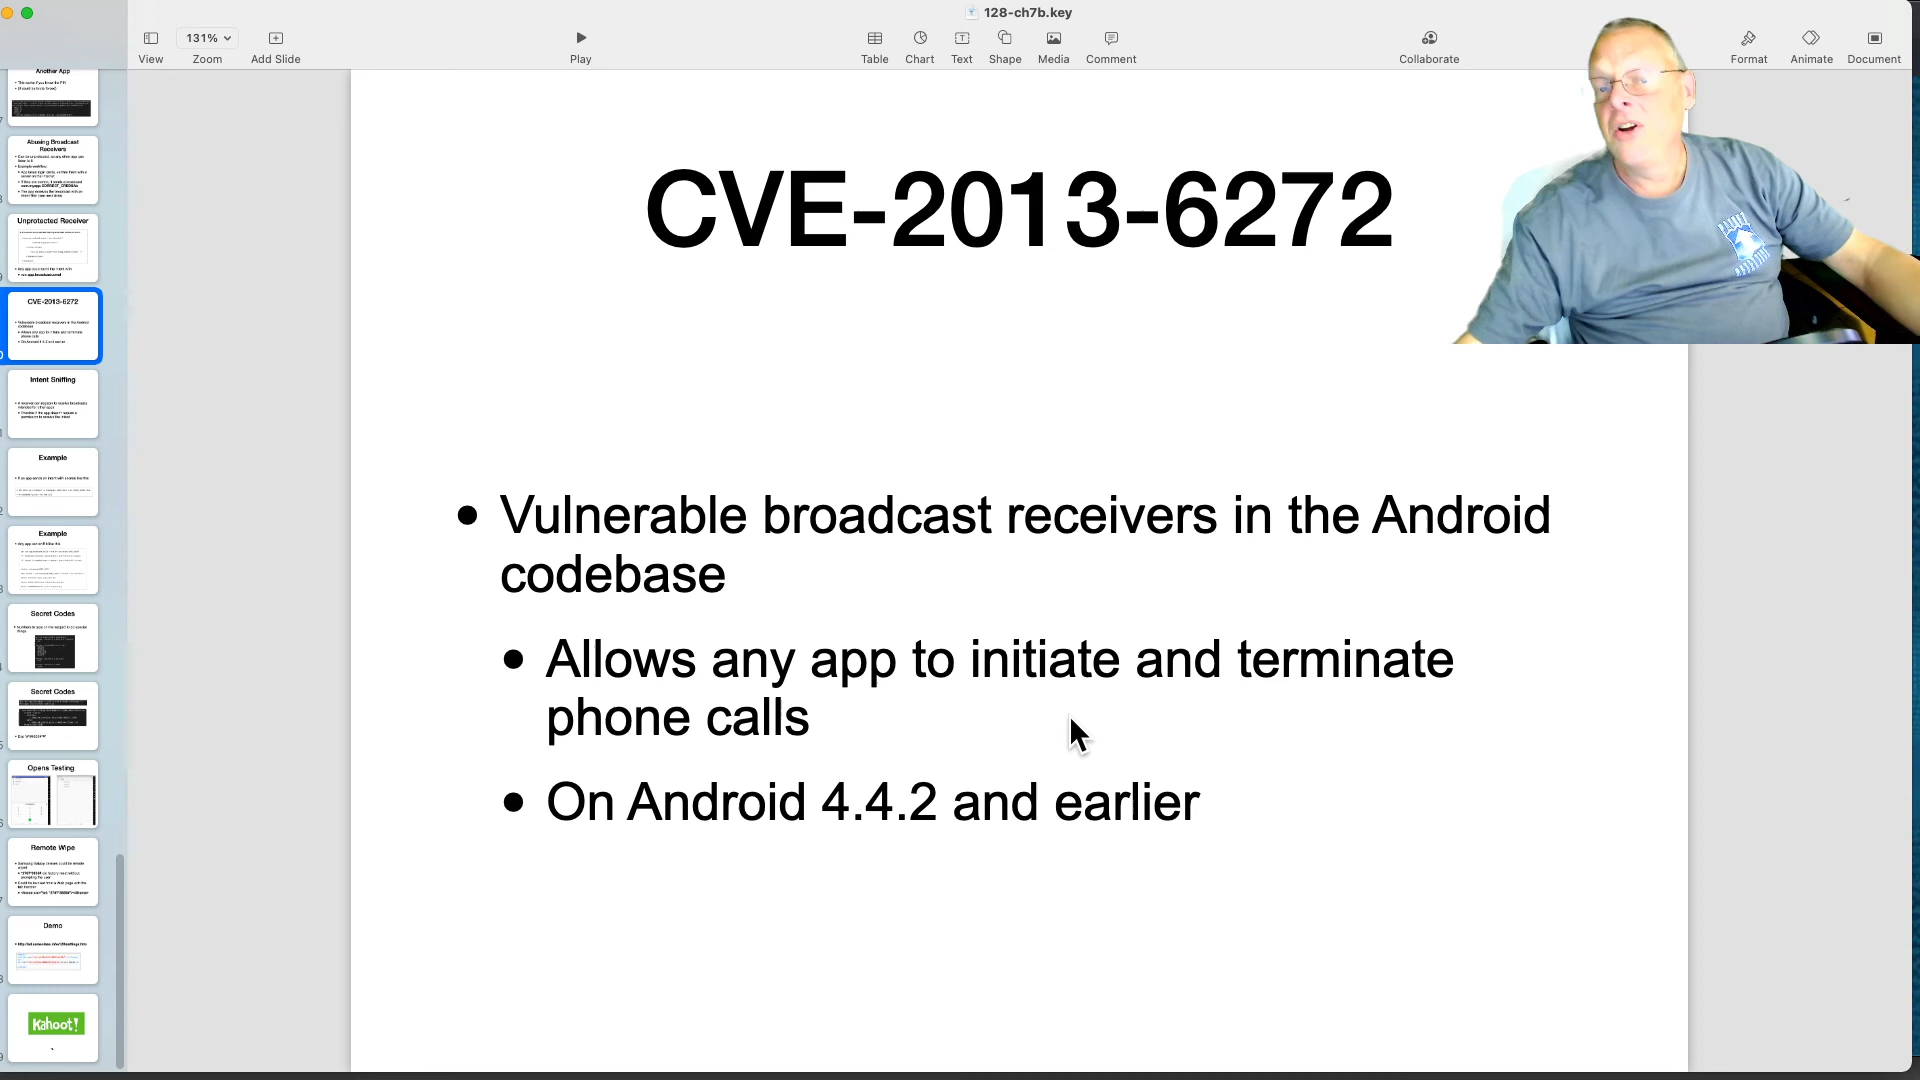 128-ch7b.key
131%
View
Zoom
Add Slide
Play
Table
Chart
Text
Shape
Media
Comment
Collaborate
Format
Animate
Document
Another App
Abusing Broadcast
Receivers
Unprotected Receiver
CVE-2013-6272
Intent Sniffing
Example
Example
Secret Codes
Secret Codes
Opens Testing
Remote Wipe
Demo
Kahoot!
CVE-2013-6272
• Vulnerable broadcast receivers in the Android
codebase
• Allows any app to initiate and terminate
phone calls
• On Android 4.4.2 and earlier